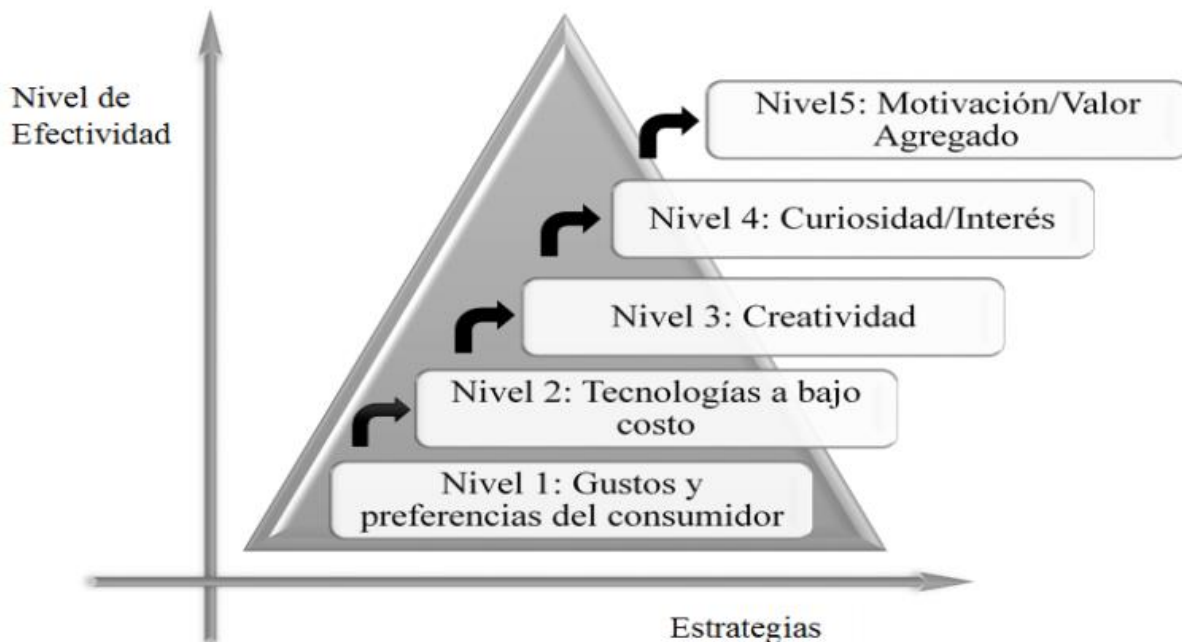 Nivel de
Efectividad
Nivel5: Motivación/Valor
Agregado
Nivel 4: Curiosidad/Interés
Nivel 3: Creatividad
Nivel 2: Tecnologías a bajo
costo
Nivel 1: Gustos y
preferencias del consumidor
Estrategias